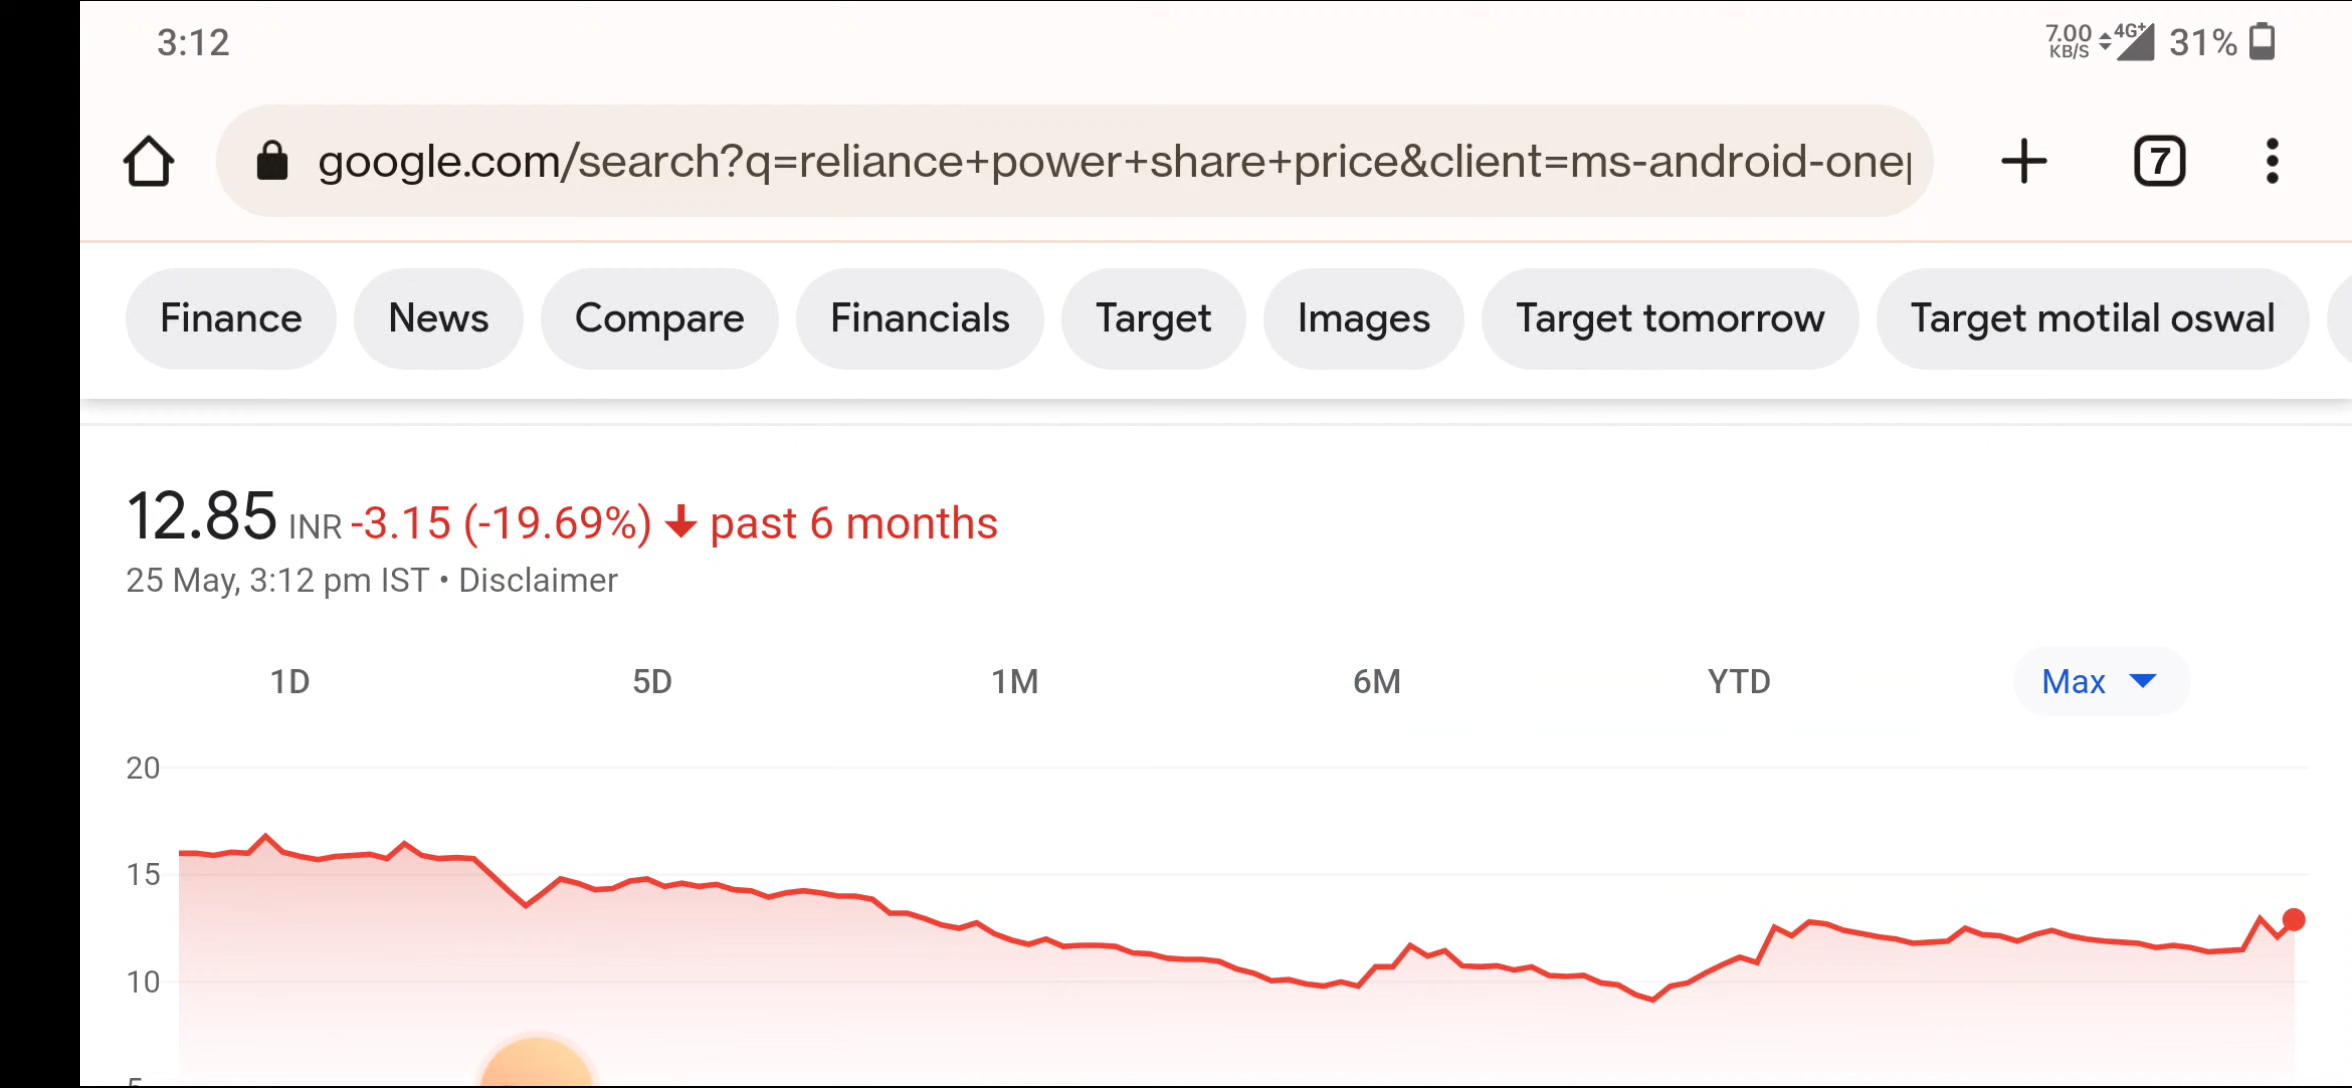 3:12
7.00 KB/S 4G+ 31%
google.com/search?q=reliance+power+share+price&client=ms-android-one
7
Finance News Compare Financials Target Images Target tomorrow Target motilal oswal
12.85 INR -3.15 (-19.69%) past 6 months
25 May, 3:12 pm IST • Disclaimer
1D 5D 1M 6M YTD Max
20
15
10